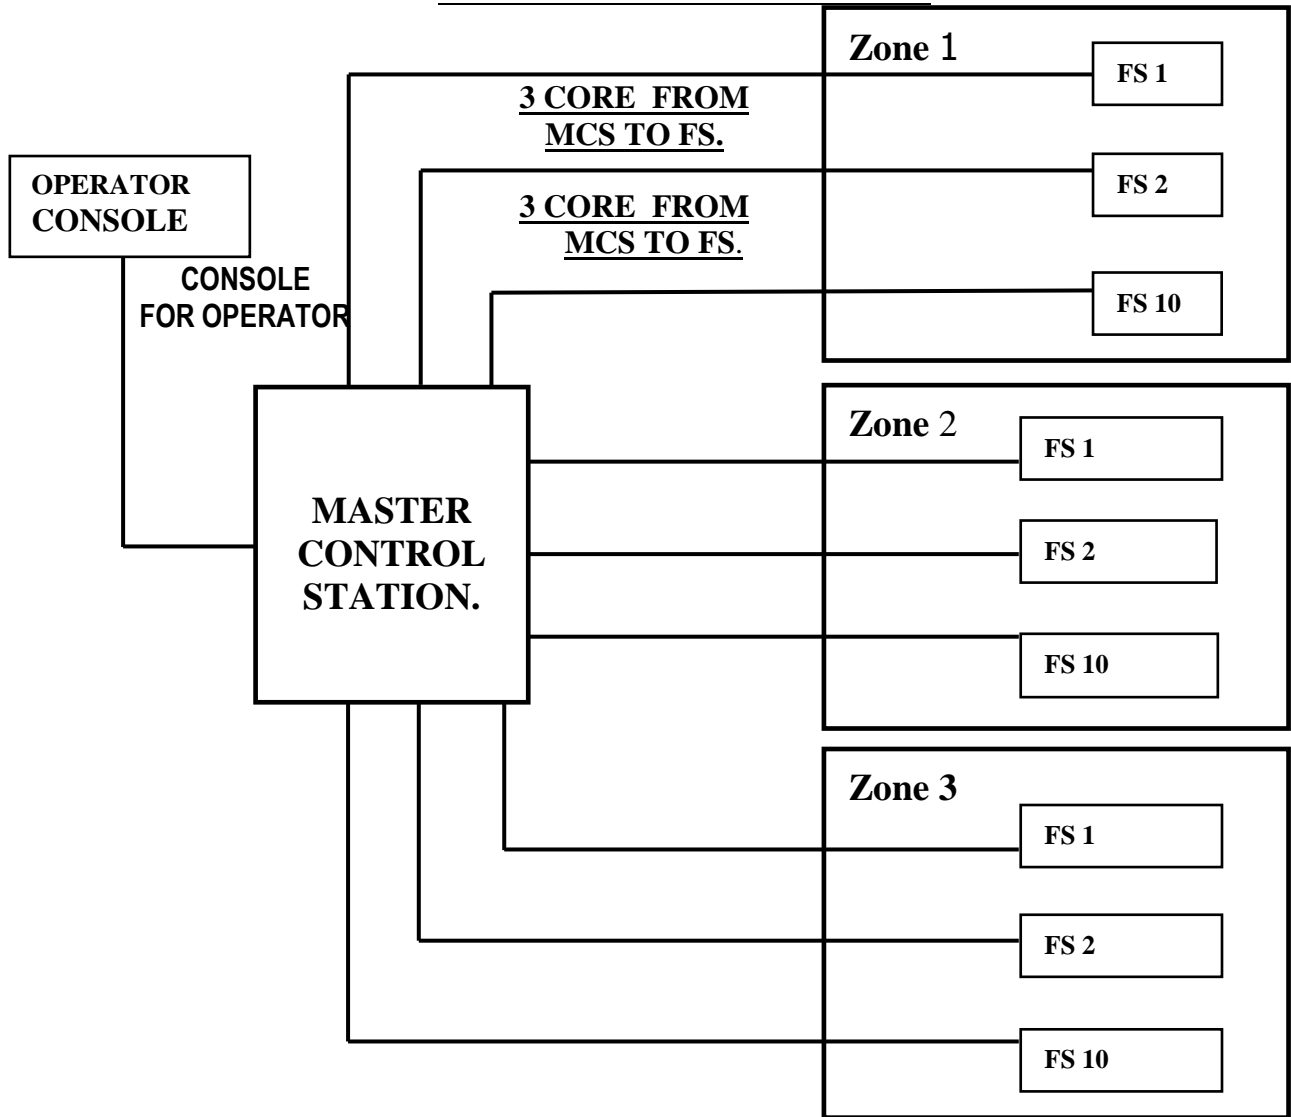 Zone 1
FS 1
3 CORE FROM
MCS TO FS.
FS 2
OPERATOR
CONSOLE
3 CORE FROM
MCS TO FS.
CONSOLE
FOR OPERATOR
FS 10
Zone 2
FS 1
MASTER
CONTROL
STATION.
FS 2
FS 10
Zone 3
FS 1
FS 2
FS 10